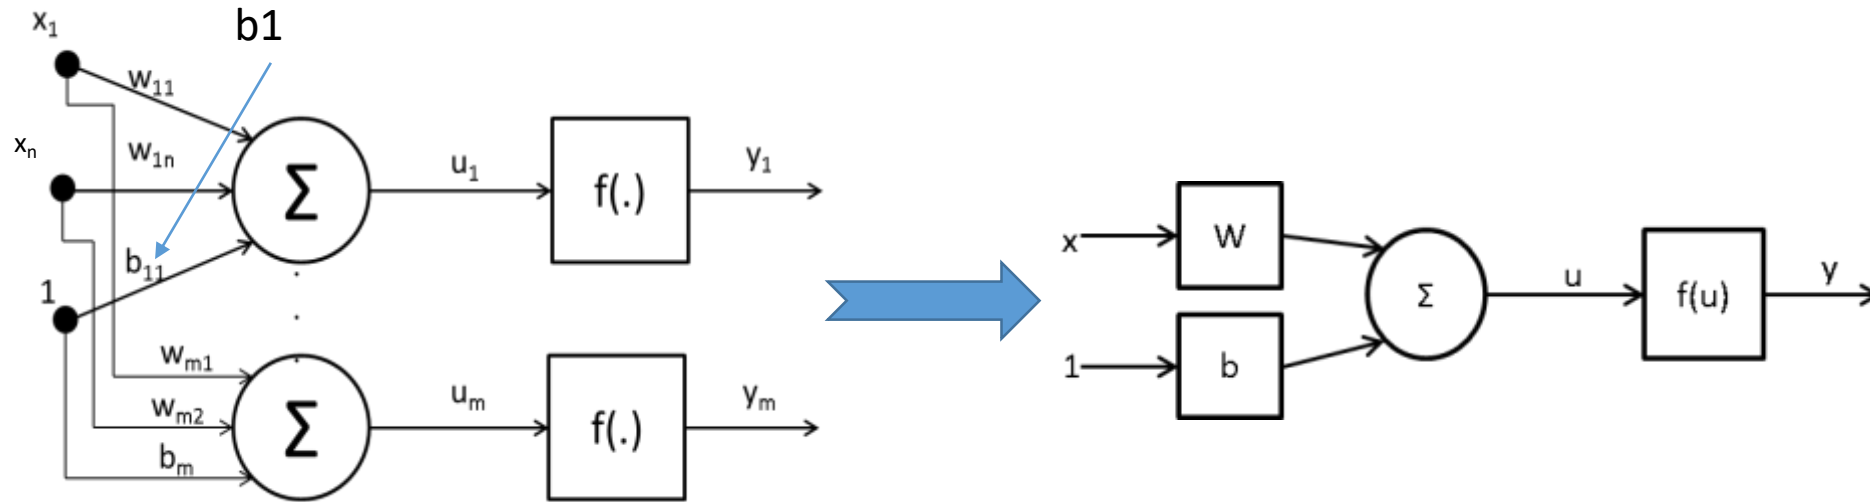 x1
b1
w11
xn
w1n
u1
y1
Σ
f(.)
b11
1
wm1
wm2
bm
Σ
um
f(.)
ym
x
W
Σ
u
f(u)
y
1
b